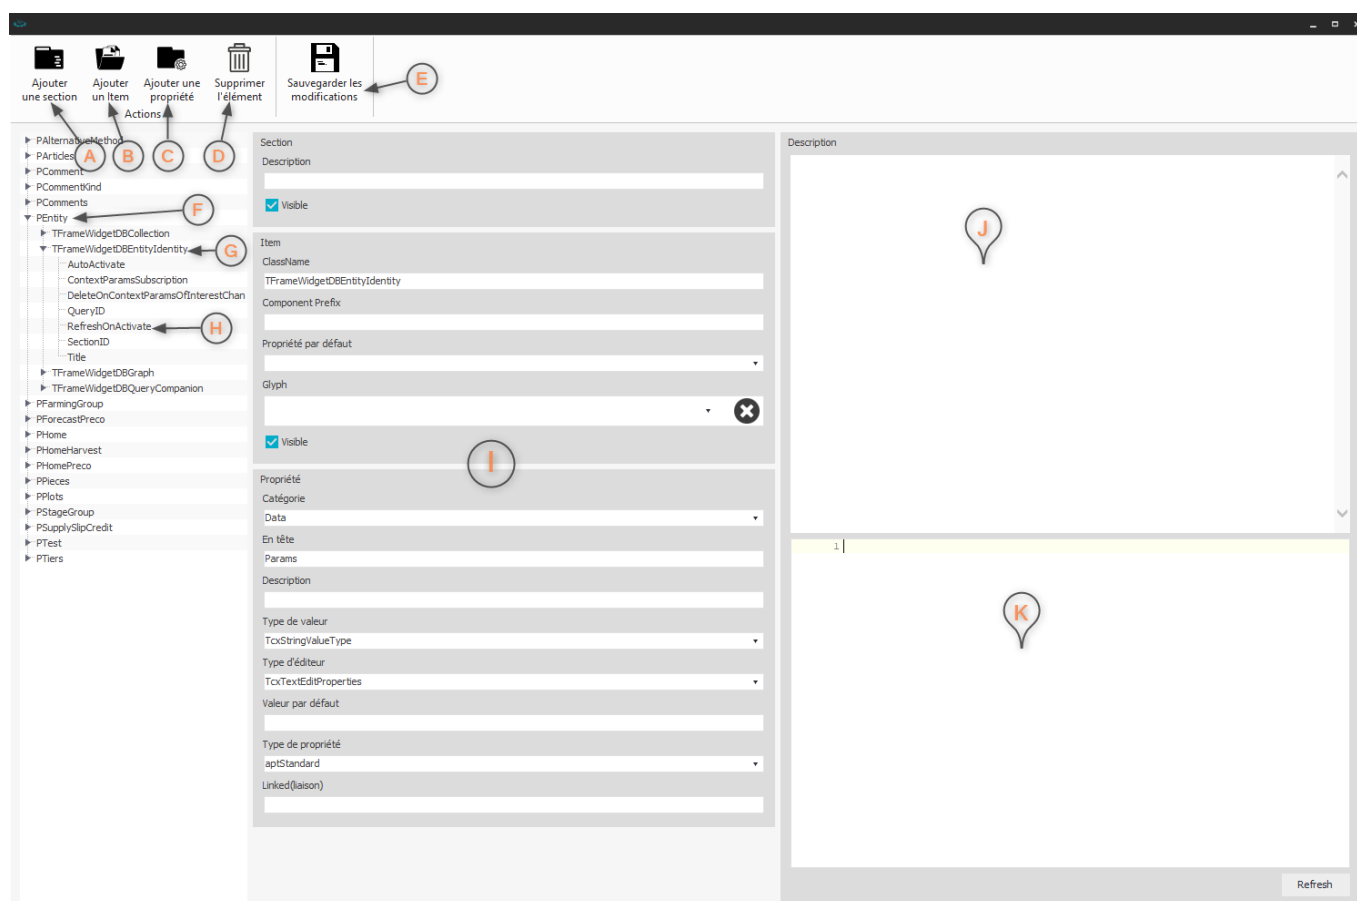 Ajouter
une section
Ajouter
un Item
Ajouter une
propriété
Supprimer
l'élément
Sauvegarder les
modifications
Actions
E
A
B
C
D
PAlternativeMethod
PArticles
PComment
PCommentKind
PComments
PEntity
TFrameWidgetDBCollection
TFrameWidgetDBEntityIdentity
AutoActivate
ContextParamsSubscription
DeleteOnContextParamsOfInterestChan
QueryID
RefreshOnActivate
SectionID
Title
TFrameWidgetDBGraph
TFrameWidgetDBQueryCompanion
PFarmingGroup
PForecastPreco
PHome
PHomeHarvest
PHomePreco
PPieces
PPlots
PStageGroup
PSupplySlipCredit
PTest
PTiers
F
G
H
Section
Description
Visible
Item
ClassName
TFrameWidgetDBEntityIdentity
Component Prefix
Propriété par défaut
Glyph
Visible
I
Propriété
Catégorie
Data
En tête
Params
Description
Type de valeur
TcxStringValueType
Type d'éditeur
TcxTextEditProperties
Valeur par défaut
Type de propriété
aptStandard
Linked(liaison)
Description
J
1
K
Refresh